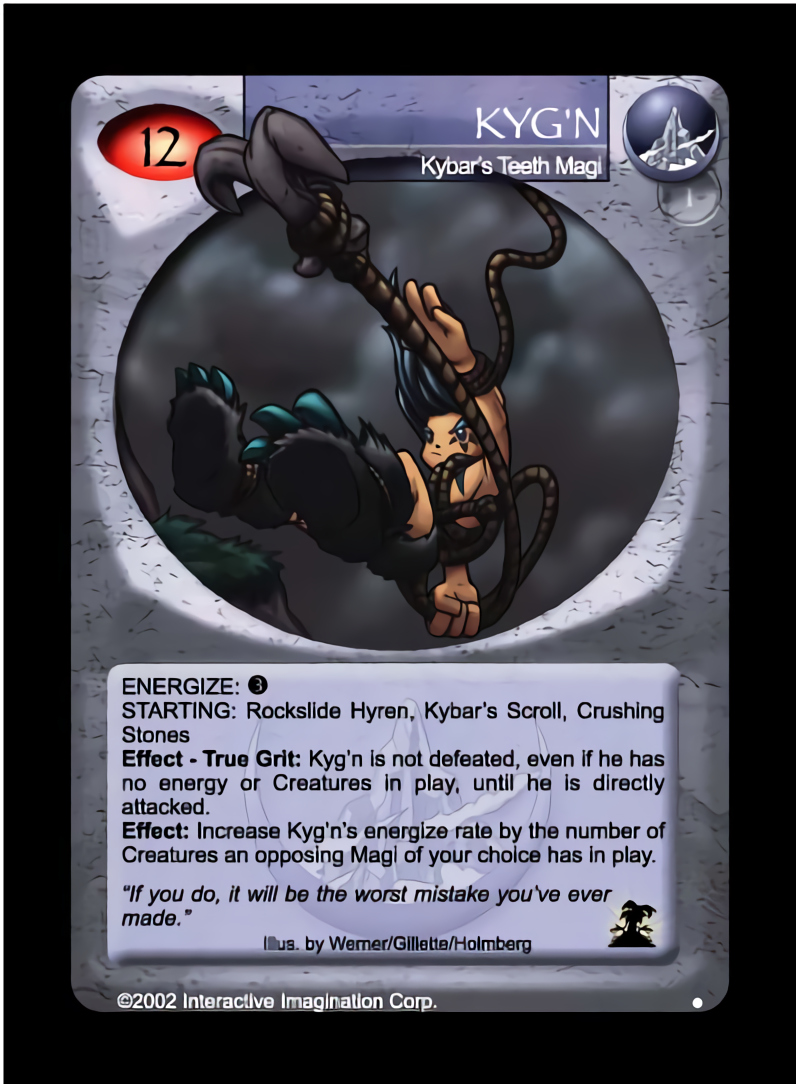 12
KYG'N
Kybar's Teeth Magi
ENERGIZE: 3
STARTING: Rockslide Hyren, Kybar's Scroll, Crushing
Stones
Effect - True Grit: Kyg'n is not defeated, even if he has
no energy or Creatures in play, until he is directly
attacked.
Effect: Increase Kyg'n's energize rate by the number of
Creatures an opposing Magi of your choice has in play.
"If you do, it will be the worst mistake you've ever
made."
Illus. by Werner/Gillette/Holmberg
©2002 Interactive Imagination Corp.